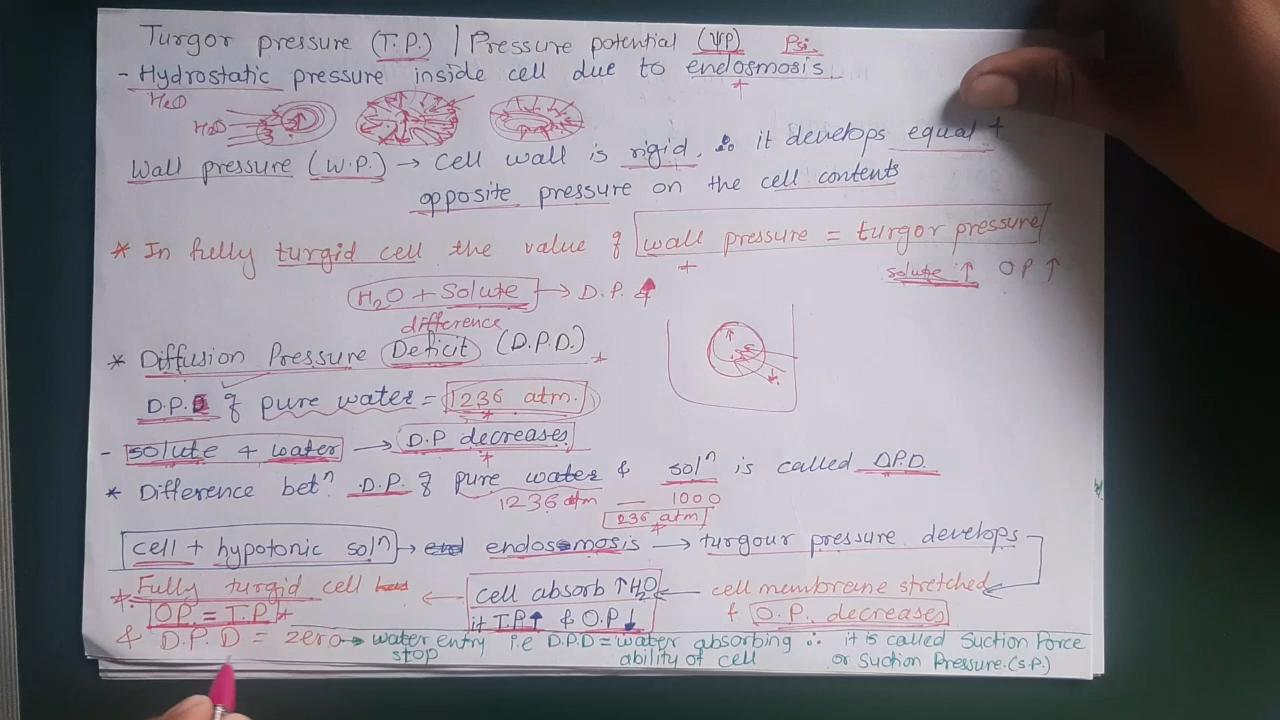 Turgor pressure (T.P.) | Pressure potential (ΨP) Psi
- Hydrostatic pressure inside cell due to endosmosis
H2O
H2O
Wall pressure (W.P.) → cell wall is rigid. ∴ it develops equal +
opposite pressure on the cell contents
* In fully turgid cell the value of wall pressure = turgor pressure
solute ↑ OP ↑
H2O + Solute → D.P. ↑
difference
* Diffusion Pressure Deficit (D.P.D.)
D.P. of pure water = 1236 atm.
- solute + water → D.P decreases
* Difference betn. D.P. of pure water & soln is called D.P.D.
1236 atm — 1000
236 atm
cell + hypotonic soln → endosmosis → turgour pressure develops
cell membrene stretched
& O.P. decreases
cell absorb ↑ H2O
it T.P ↑ & O.P ↓
* Fully turgid cell
O.P. = T.P
& D.P.D = zero → water entry stop i.e D.P.D = water absorbing ability of cell ∴ it is called Suction Force
or Suction Pressure. (S.P.)